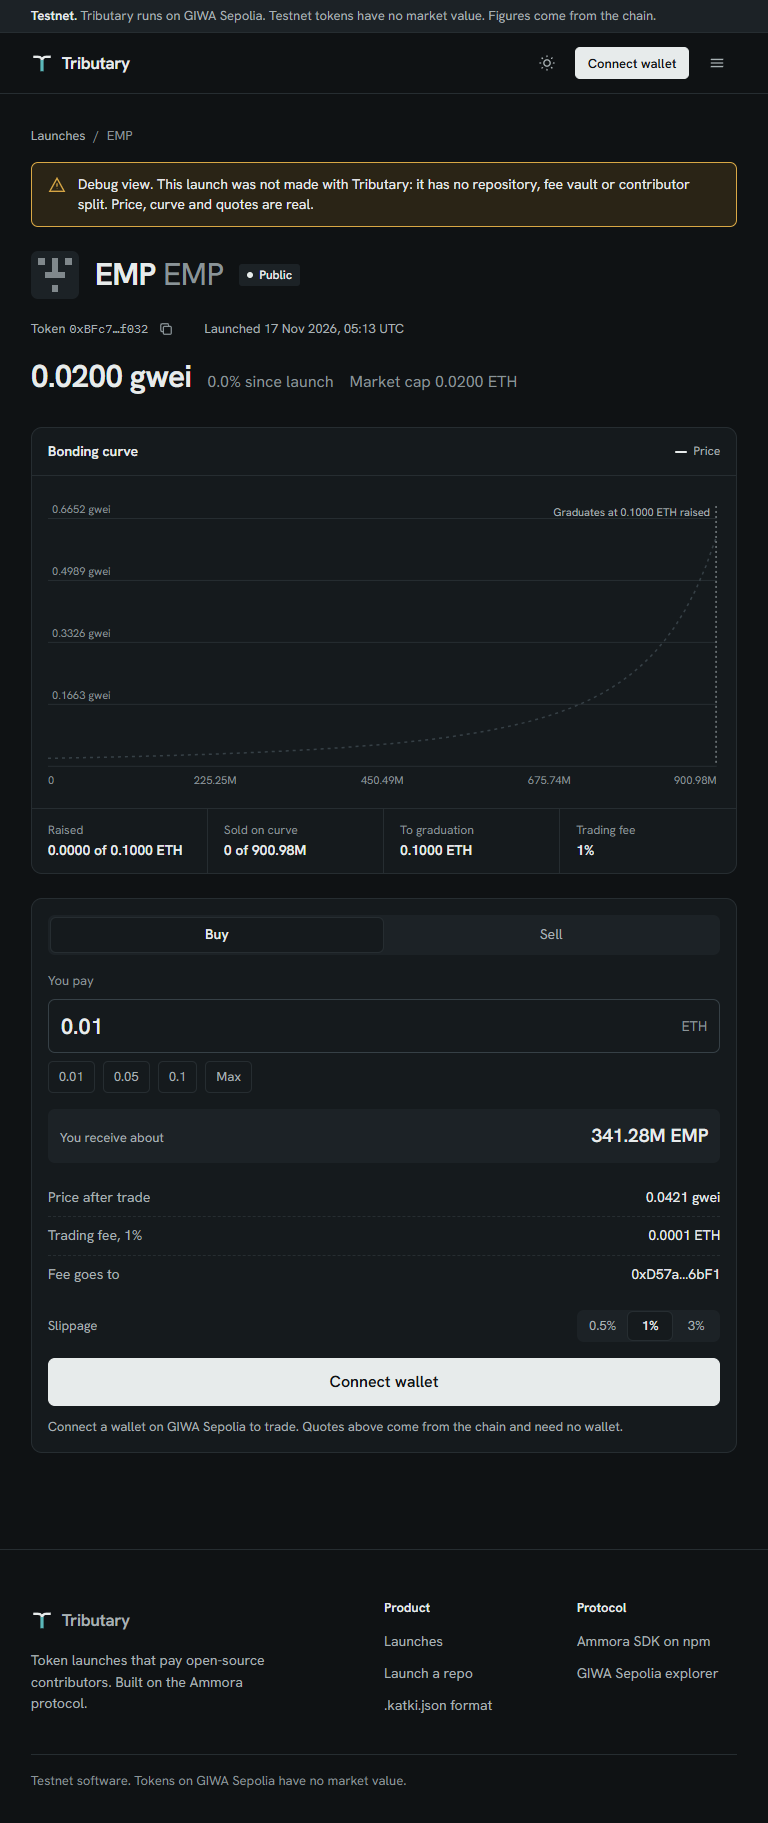 Testnet. Tributary runs on GIWA Sepolia. Testnet tokens have no market value. Figures come from the chain.
Tributary
Connect wallet
Launches / EMP
Debug view. This launch was not made with Tributary: it has no repository, fee vault or contributor
split. Price, curve and quotes are real.
EMP EMP
Public
Token 0xBFc7…f032
Launched 17 Nov 2026, 05:13 UTC
0.0200 gwei 0.0% since launch Market cap 0.0200 ETH
Bonding curve
Price
0.6652 gwei
Graduates at 0.1000 ETH raised
0.4989 gwei
0.3326 gwei
0.1663 gwei
0 225.25M 450.49M 675.74M 900.98M
Raised
0.0000 of 0.1000 ETH
Sold on curve
0 of 900.98M
To graduation
0.1000 ETH
Trading fee
1%
Buy
Sell
You pay
0.01 ETH
0.01 0.05 0.1 Max
You receive about 341.28M EMP
Price after trade 0.0421 gwei
Trading fee, 1% 0.0001 ETH
Fee goes to 0xD57a…6bF1
Slippage 0.5% 1% 3%
Connect wallet
Connect a wallet on GIWA Sepolia to trade. Quotes above come from the chain and need no wallet.
Tributary
Token launches that pay open-source
contributors. Built on the Ammora
protocol.
Product
Launches
Launch a repo
.katki.json format
Protocol
Ammora SDK on npm
GIWA Sepolia explorer
Testnet software. Tokens on GIWA Sepolia have no market value.